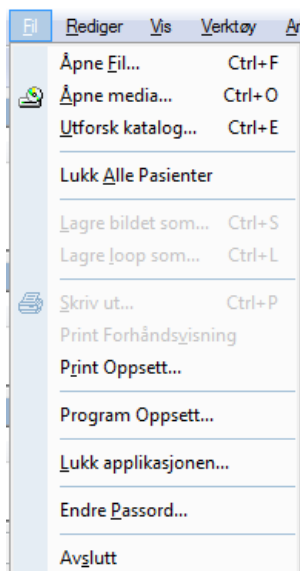 Fil Rediger Vis Verktøy
Åpne Fil... Ctrl+F
Åpne media... Ctrl+O
Utforsk katalog... Ctrl+E
Lukk Alle Pasienter
Lagre bildet som... Ctrl+S
Lagre loop som... Ctrl+L
Skriv ut... Ctrl+P
Print Forhåndsvisning
Print Oppsett...
Program Oppsett...
Lukk applikasjonen...
Endre Passord...
Avslutt